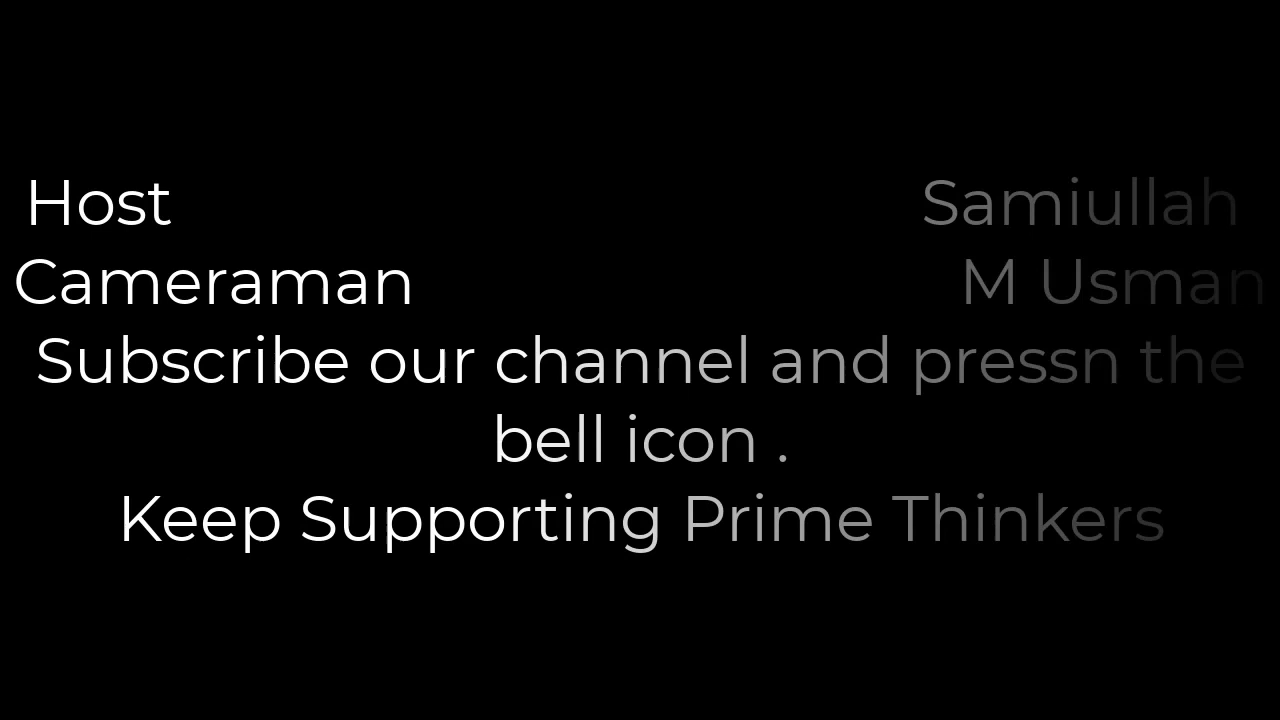 Host Samiullah
Cameraman M Usman
Subscribe our channel and pressn the
bell icon .
Keep Supporting Prime Thinkers